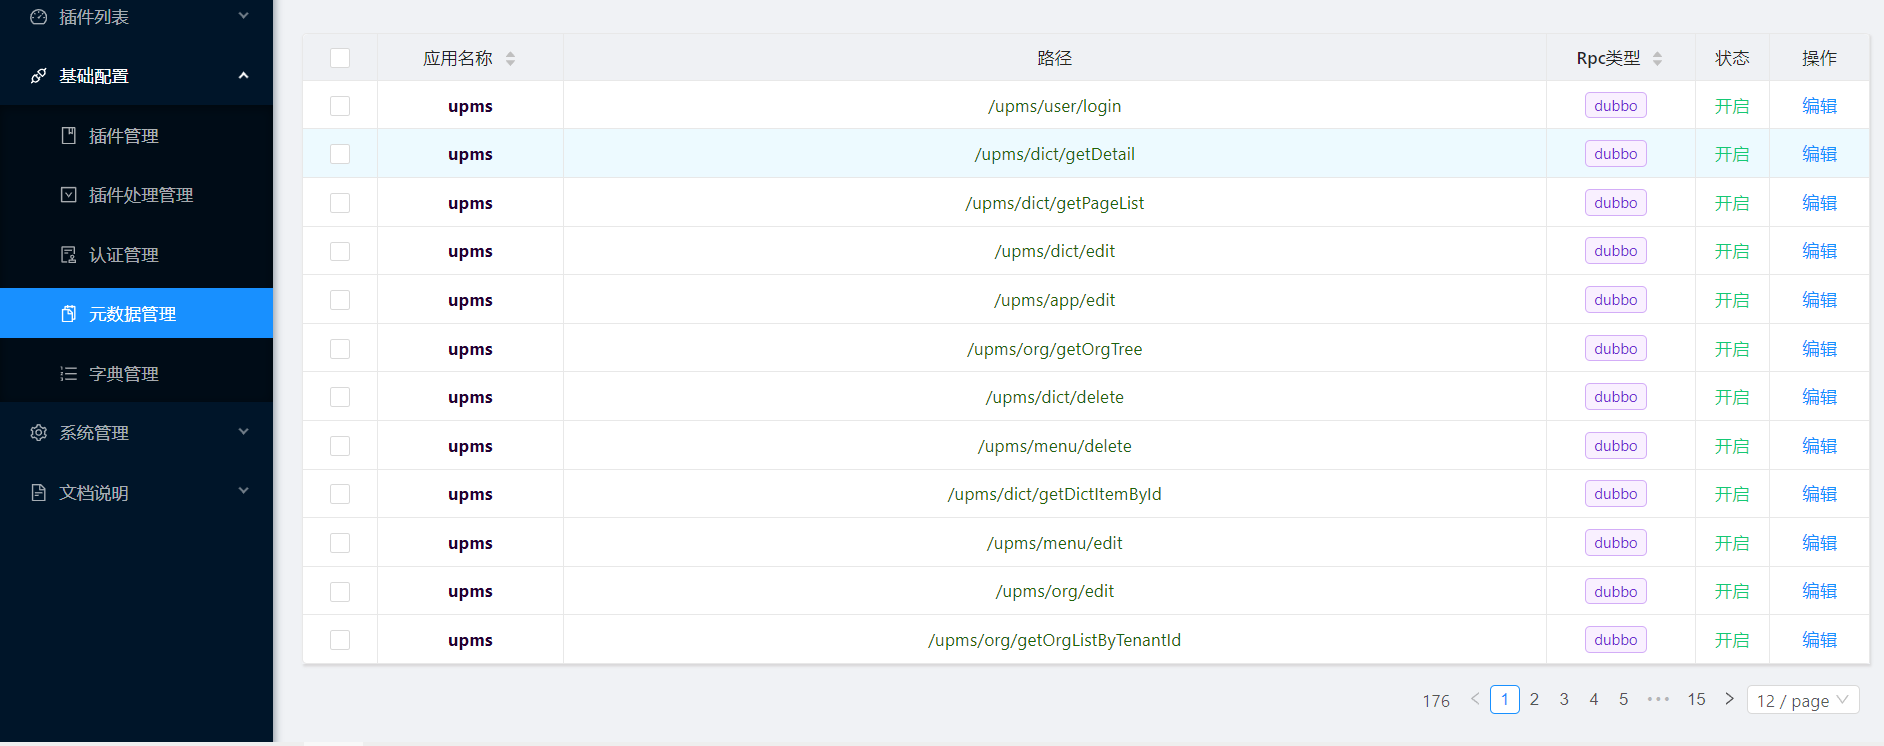 插件列表
基础配置
插件管理
插件处理管理
认证管理
元数据管理
字典管理
系统管理
文档说明
应用名称 路径 Rpc类型 状态 操作
upms /upms/user/login dubbo 开启 编辑
upms /upms/dict/getDetail dubbo 开启 编辑
upms /upms/dict/getPageList dubbo 开启 编辑
upms /upms/dict/edit dubbo 开启 编辑
upms /upms/app/edit dubbo 开启 编辑
upms /upms/org/getOrgTree dubbo 开启 编辑
upms /upms/dict/delete dubbo 开启 编辑
upms /upms/menu/delete dubbo 开启 编辑
upms /upms/dict/getDictItemById dubbo 开启 编辑
upms /upms/menu/edit dubbo 开启 编辑
upms /upms/org/edit dubbo 开启 编辑
upms /upms/org/getOrgListByTenantId dubbo 开启 编辑
176 < 1 2 3 4 5 ••• 15 > 12 / page